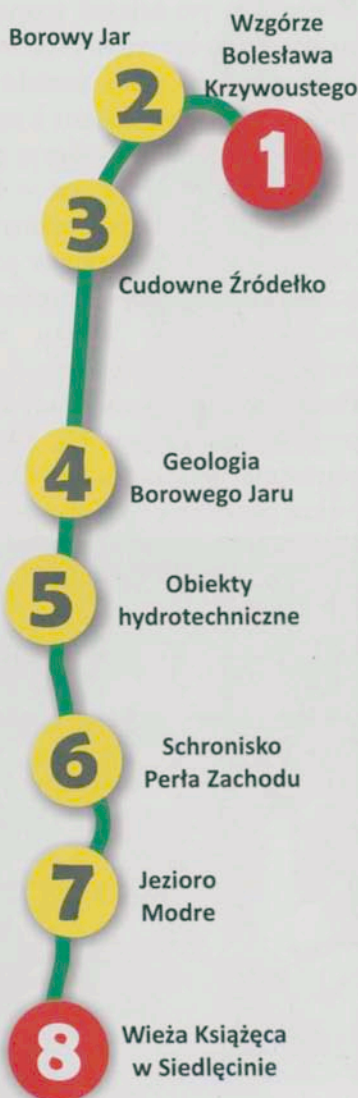 Wzgórze
Bolesława
Krzywoustego
1
Borowy Jar
2
3
Cudowne Źródełko
4
Geologia
Borowego Jaru
5
Obiekty
hydrotechniczne
6
Schronisko
Perła Zachodu
7
Jezioro
Modre
8
Wieża Książęca
w Siedlęcinie